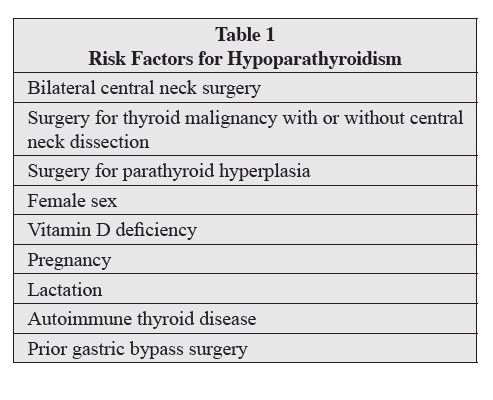 Table 1
Risk Factors for Hypoparathyroidism
Bilateral central neck surgery
Surgery for thyroid malignancy with or without central
neck dissection
Surgery for parathyroid hyperplasia
Female sex
Vitamin D deficiency
Pregnancy
Lactation
Autoimmune thyroid disease
Prior gastric bypass surgery